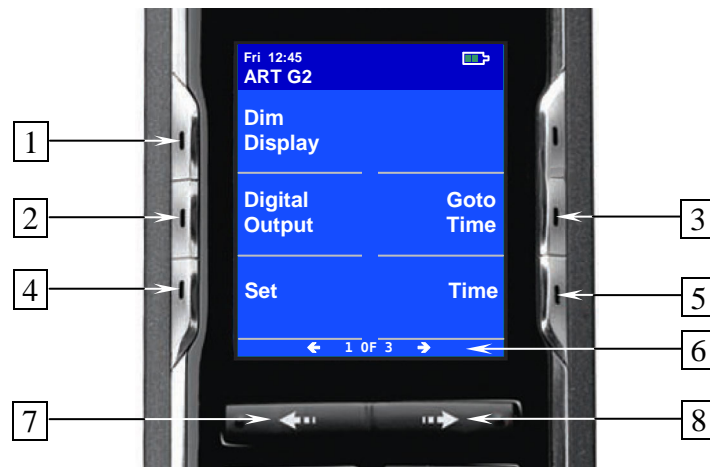 Fri 12:45
ART G2
Dim
Display
Digital
Output
Goto
Time
Set
Time
1 OF 3
1
2
4
7
3
5
6
8